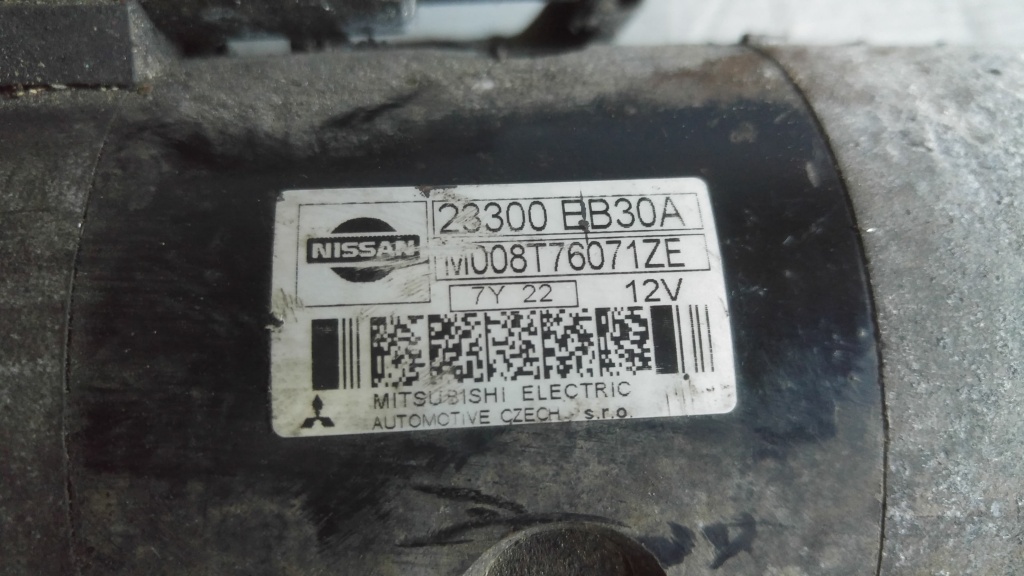 NISSAN
23300 EB30A
M008T76071ZE
7Y 22
12V
MITSUBISHI ELECTRIC
AUTOMOTIVE CZECH s.r.o.